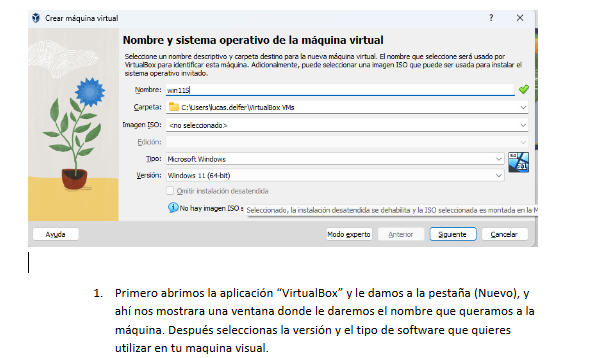 Crear máquina virtual
Nombre y sistema operativo de la máquina virtual
Seleccione un nombre descriptivo y carpeta destino para la nueva máquina virtual. El nombre que seleccione será usado por
VirtualBox para identificar esta máquina. Adicionalmente, puede seleccionar una imagen ISO que puede ser usada para instalar el
sistema operativo invitado.
Nombre: win11S
Carpeta: C:\Users\lucas.delfer\VirtualBox VMs
Imagen ISO: <no seleccionado>
Edición:
Tipo: Microsoft Windows
Versión: Windows 11 (64-bit)
Omitir instalación desatendida
No hay imagen ISO s Seleccionado, la instalación desatendida se dehabilita y la ISO seleccionada es montada en la M
Ayuda Modo experto Anterior Siguiente Cancelar
1. Primero abrimos la aplicación “VirtualBox” y le damos a la pestaña (Nuevo), y
ahí nos mostrara una ventana donde le daremos el nombre que queramos a la
máquina. Después seleccionas la versión y el tipo de software que quieres
utilizar en tu maquina visual.